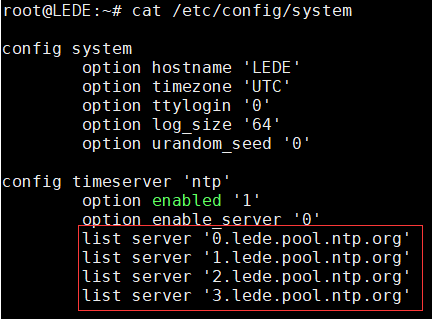 root@LEDE:~# cat /etc/config/system
config system
option hostname 'LEDE'
option timezone 'UTC'
option ttylogin '0'
option log_size '64'
option urandom_seed '0'
config timeserver 'ntp'
option enabled '1'
option enable_server '0'
list server '0.lede.pool.ntp.org'
list server '1.lede.pool.ntp.org'
list server '2.lede.pool.ntp.org'
list server '3.lede.pool.ntp.org'